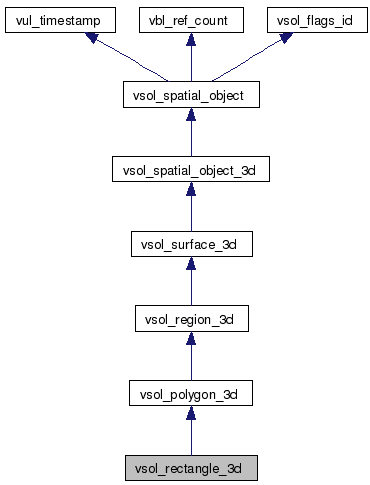 vul_timestamp
vbl_ref_count
vsol_flags_id
vsol_spatial_object
vsol_spatial_object_3d
vsol_surface_3d
vsol_region_3d
vsol_polygon_3d
vsol_rectangle_3d